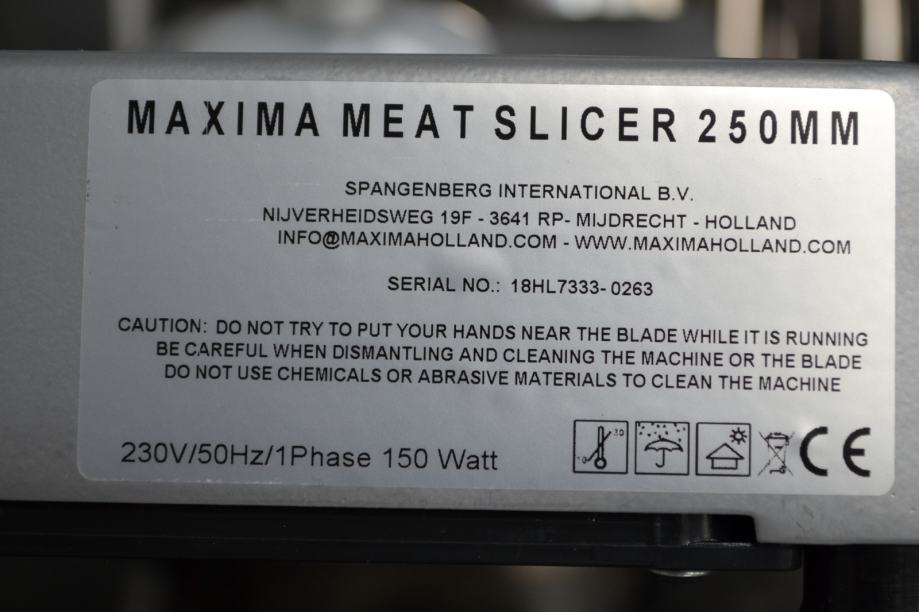 MAXIMA MEAT SLICER 250MM
SPANGENBERG INTERNATIONAL B.V.
NIJVERHEIDSWEG 19F - 3641 RP- MIJDRECHT - HOLLAND
INFO@MAXIMAHOLLAND.COM - WWW.MAXIMAHOLLAND.COM
SERIAL NO.: 18HL7333-0263
CAUTION: DO NOT TRY TO PUT YOUR HANDS NEAR THE BLADE WHILE IT IS RUNNING
BE CAREFUL WHEN DISMANTLING AND CLEANING THE MACHINE OR THE BLADE
DO NOT USE CHEMICALS OR ABRASIVE MATERIALS TO CLEAN THE MACHINE
230V/50Hz/1Phase 150 Watt CE